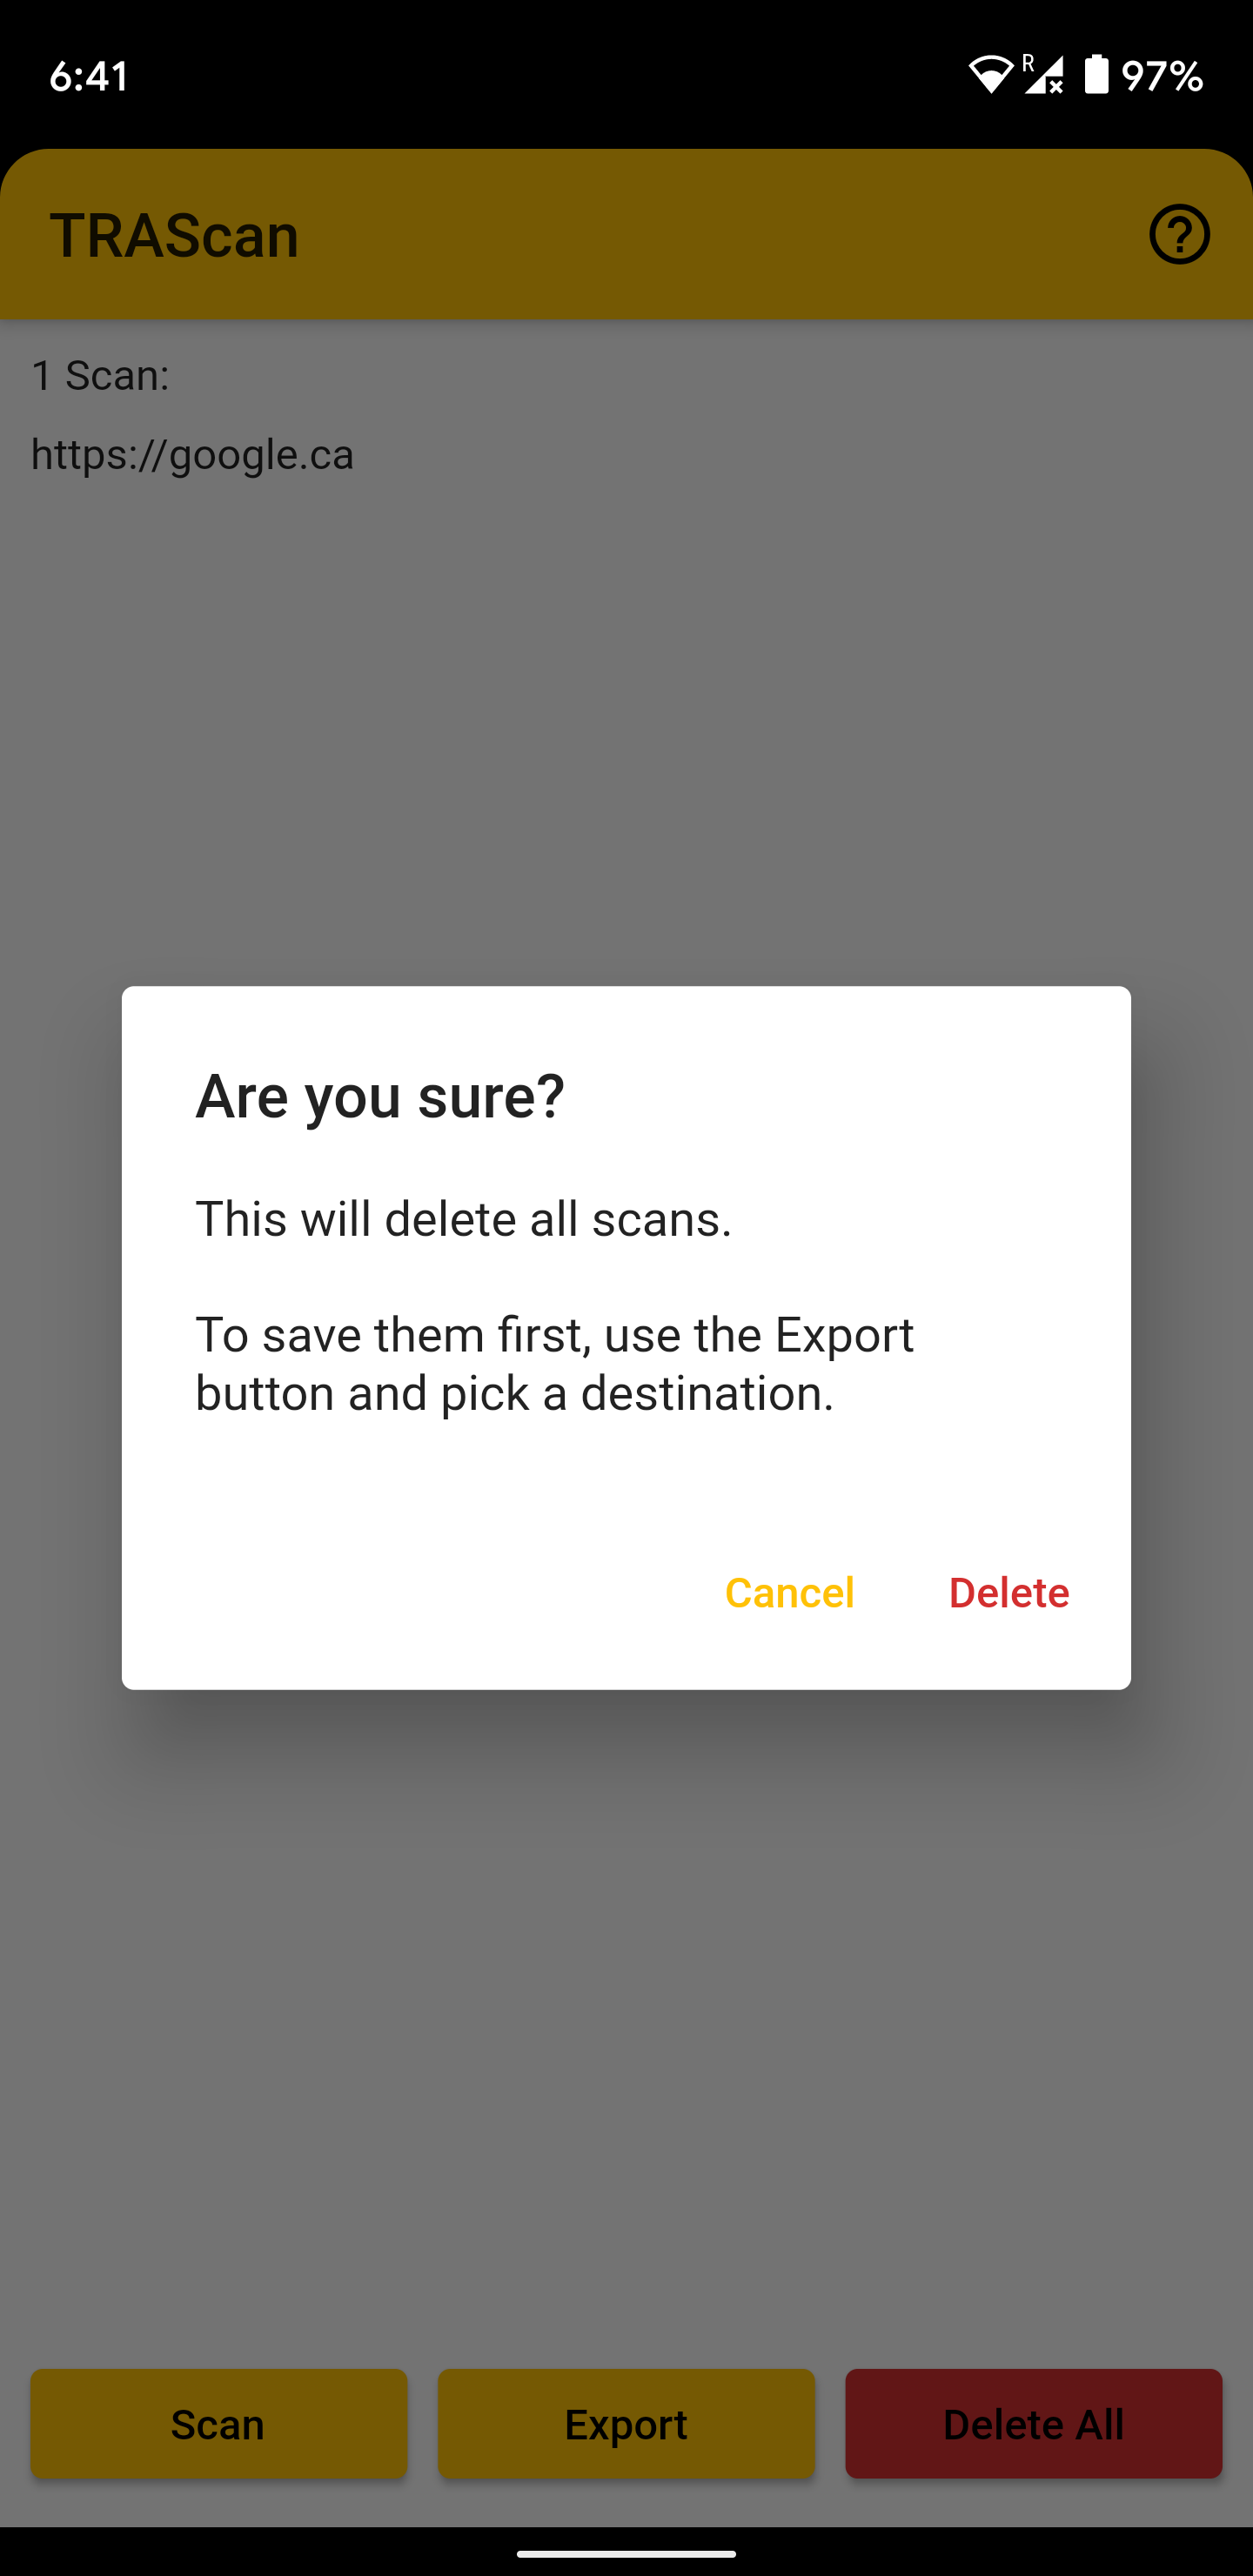 6:41
R
97%
TRAScan
1 Scan:
https://google.ca
Are you sure?
This will delete all scans.
To save them first, use the Export
button and pick a destination.
Cancel
Delete
Scan
Export
Delete All